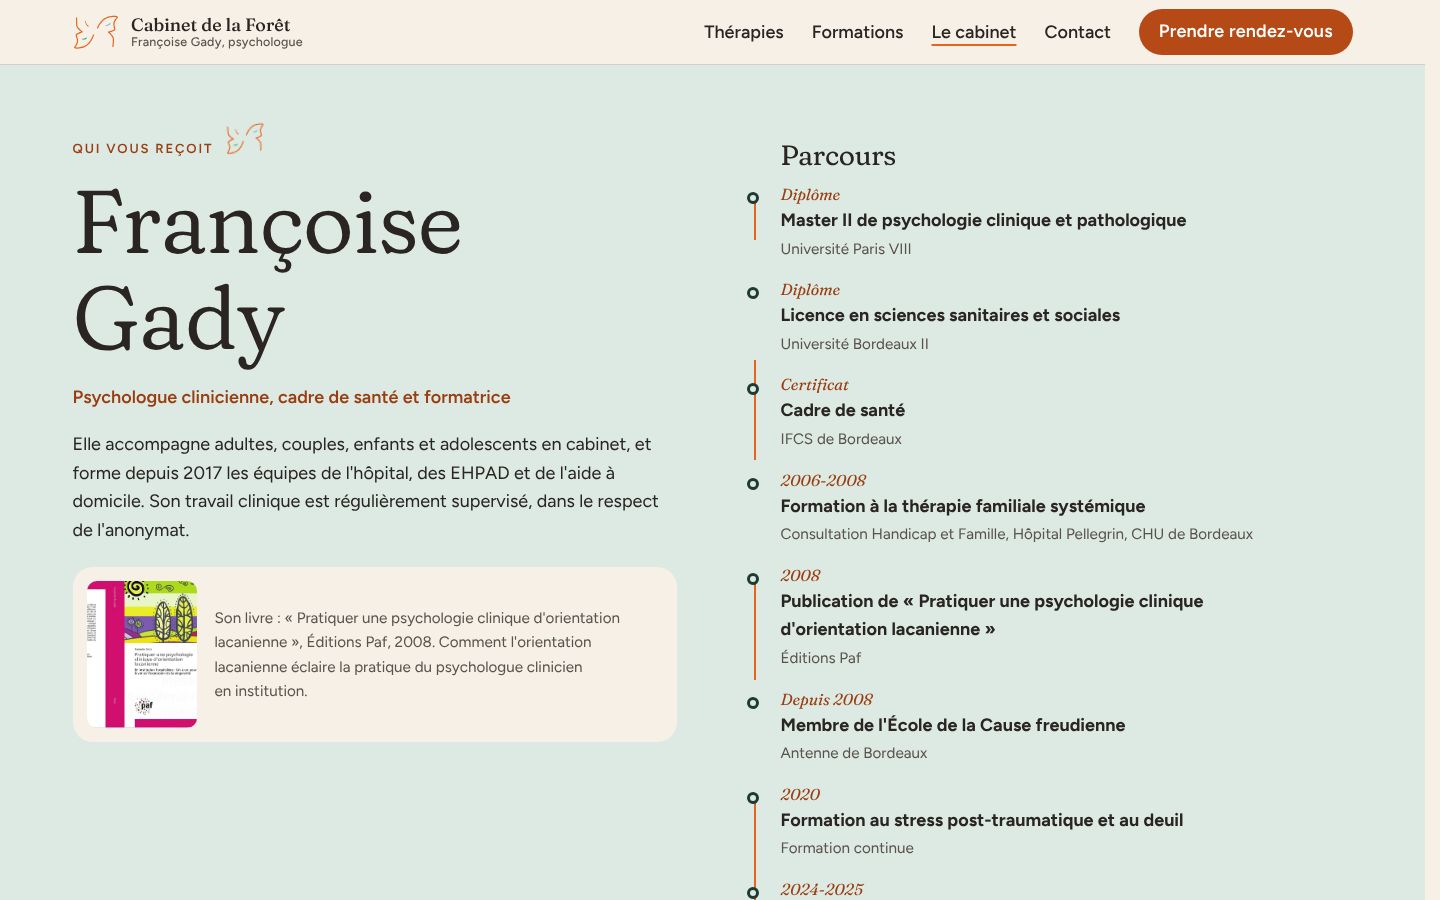 Cabinet de la Forêt
Françoise Gady, psychologue
Thérapies
Formations
Le cabinet
Contact
Prendre rendez-vous
QUI VOUS REÇOIT
Françoise
Gady
Psychologue clinicienne, cadre de santé et formatrice
Elle accompagne adultes, couples, enfants et adolescents en cabinet, et
forme depuis 2017 les équipes de l'hôpital, des EHPAD et de l'aide à
domicile. Son travail clinique est régulièrement supervisé, dans le respect
de l'anonymat.
Pratiquer une psychologie
clinique d'orientation
lacanienne
paf
Son livre : « Pratiquer une psychologie clinique d'orientation
lacanienne », Éditions Paf, 2008. Comment l'orientation
lacanienne éclaire la pratique du psychologue clinicien
en institution.
Parcours
Diplôme
Master II de psychologie clinique et pathologique
Université Paris VIII
Diplôme
Licence en sciences sanitaires et sociales
Université Bordeaux II
Certificat
Cadre de santé
IFCS de Bordeaux
2006-2008
Formation à la thérapie familiale systémique
Consultation Handicap et Famille, Hôpital Pellegrin, CHU de Bordeaux
2008
Publication de « Pratiquer une psychologie clinique
d'orientation lacanienne »
Éditions Paf
Depuis 2008
Membre de l'École de la Cause freudienne
Antenne de Bordeaux
2020
Formation au stress post-traumatique et au deuil
Formation continue
2024-2025